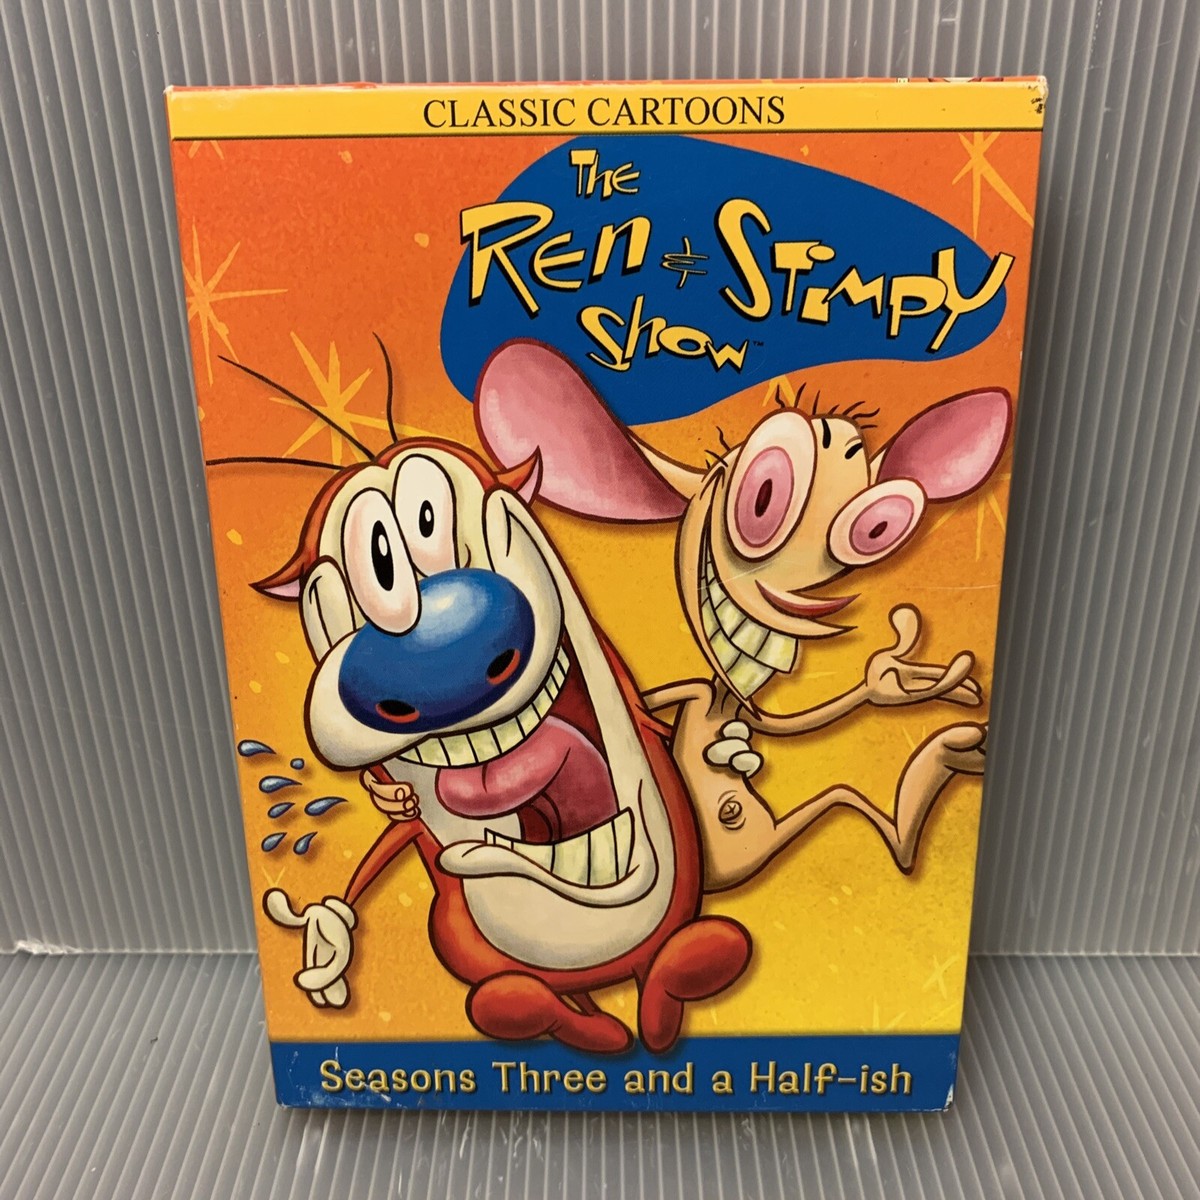 CLASSIC CARTOONS
The
Ren & Stimpy
Show™
Seasons Three and a Half-ish